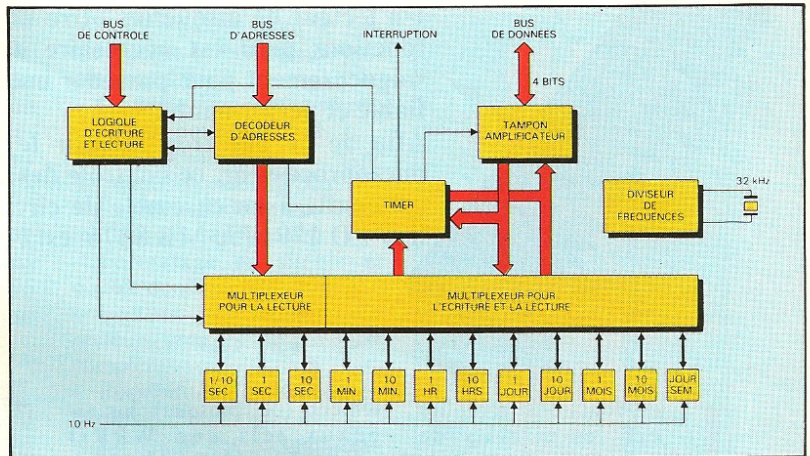 BUS
DE CONTROLE
BUS
D'ADRESSES
INTERRUPTION
BUS
DE DONNEES
4 BITS
LOGIQUE
D'ECRITURE
ET LECTURE
DECODEUR
D'ADRESSES
TAMPON
AMPLIFICATEUR
TIMER
DIVISEUR
DE
FREQUENCES
32 kHz
MULTIPLEXEUR
POUR LA LECTURE
MULTIPLEXEUR POUR
L'ECRITURE ET LA LECTURE
1/10
SEC
1
SEC
10
SEC
1
MIN
10
MIN
1
HR
10
HRS
1
JOUR
10
JOUR
1
MOIS
10
MOIS
JOUR
SEM.
10 Hz